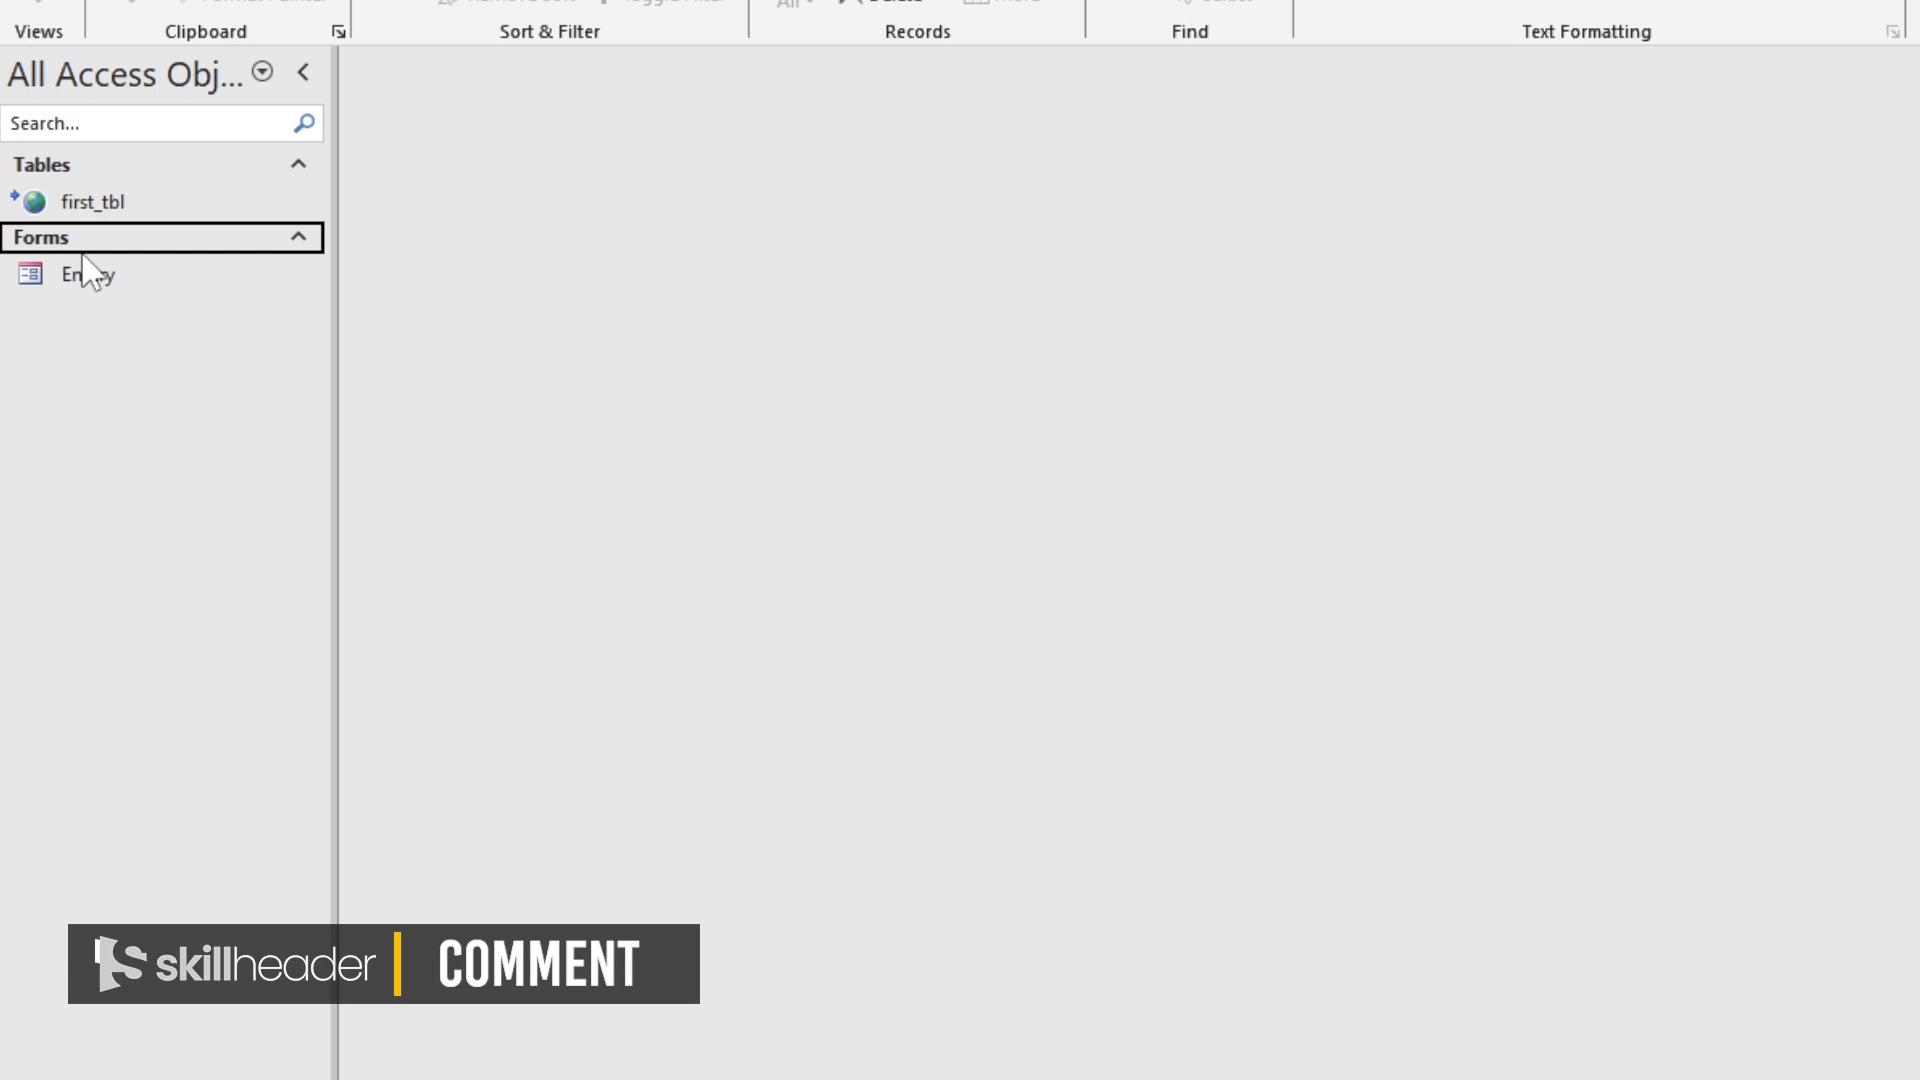 Views
Clipboard
Sort & Filter
Records
Find
Text Formatting
All Access Obj...
Search...
Tables
first_tbl
Forms
skillheader
COMMENT